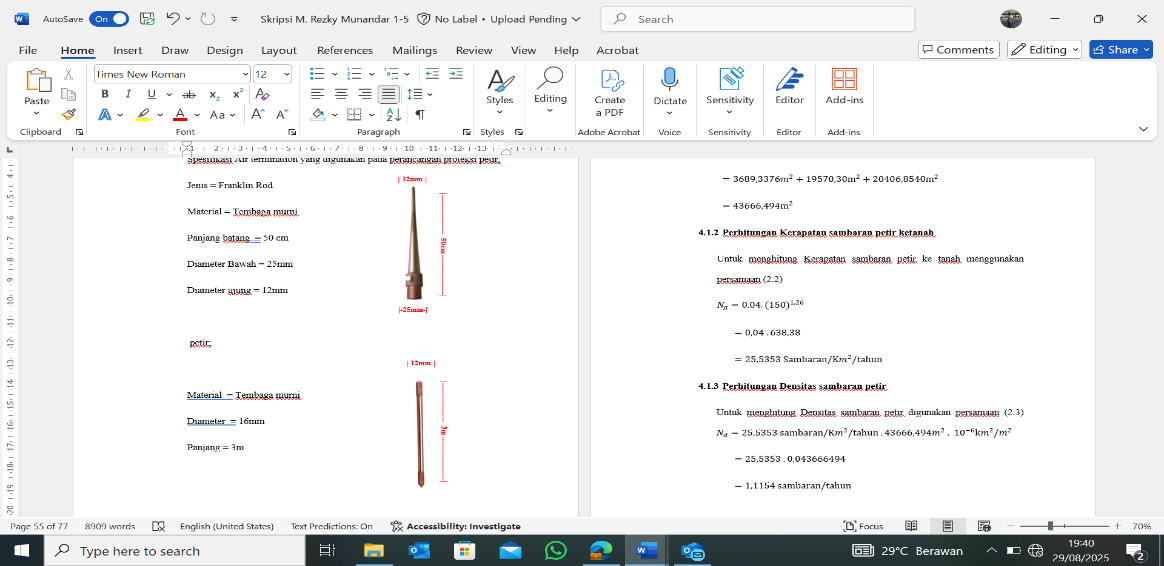 AutoSave On Skripsi M. Rezky Munandar 1-5 No Label • Upload Pending Search
File Home Insert Draw Design Layout References Mailings Review View Help Acrobat Comments Editing Share
Times New Roman 12
Paste Styles Editing Create a PDF Dictate Sensitivity Editor Add-ins
Clipboard Font Paragraph Styles Adobe Acrobat Voice Sensitivity Editor Add-ins
Spesifikasi Air termination yang digunakan pada perancangan proteksi petir,
Jenis = Franklin Rod
Material = Tembaga murni
Panjang batang = 50 cm
Diameter Bawah = 25mm
Diameter ujung = 12mm
| 12mm |
50cm
|-25mm-|
petir;
| 12mm |
Material = Tembaga murni
Diameter = 16mm
Panjang = 3m
3m
= 3689,3376m² + 19570,30m² + 20406,8540m²
= 43666,494m²
4.1.2 Perhitungan Kerapatan sambaran petir ketanah
Untuk menghitung Kerapatan sambaran petir ke tanah menggunakan
persamaan (2.2)
N_g = 0.04. (150)^1,26
= 0,04 . 638,38
= 25,5353 Sambaran/Km²/tahun
4.1.3 Perhitungan Densitas sambaran petir
Untuk menghitung Densitas sambaran petir digunakan persamaan (2.3)
N_d = 25,5353 sambaran/Km²/tahun . 43666,494m² . 10⁻⁶km²/m²
= 25,5353 . 0,043666494
= 1,1154 sambaran/tahun
Page 55 of 77 8909 words English (United States) Text Predictions: On Accessibility: Investigate Focus 70%
Type here to search 29°C Berawan 19:40
29/08/2025 2